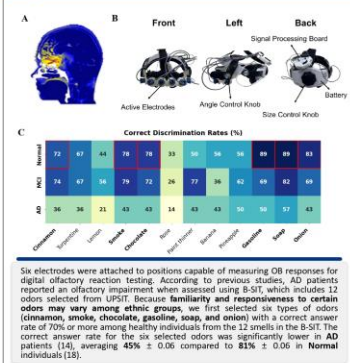 A
B
Front
Left
Back
Signal Processing Board
Active Electrodes
Angle Control Knob
Battery
Size Control Knob
C
Correct Discrimination Rates (%)
Normal 72 67 44 78 78 33 56 56 89 89 83
MCI 74 67 56 79 72 26 77 36 62 69 82 69
AD 36 36 21 43 43 14 43 43 57 43
Cinnamon Turpentine Lemon Smoke Chocolate Rose Paint thinner Banana Pineapple Gasoline Soap Onion
Six electrodes were attached to positions capable of measuring OB responses for
digital olfactory reaction testing. According to previous studies, AD patients
reported an olfactory impairment when assessed using B-SIT, which includes 12
odors selected from UPSIT. Because familiarity and responsiveness to certain
odors may vary among ethnic groups, we first selected six types of odors
(cinnamon, smoke, chocolate, gasoline, soap, and onion) with a correct answer
rate of 70% or more among healthy individuals from the 12 smells in the B-SIT. The
correct answer rate for the six selected odors was significantly lower in AD
patients (14), averaging 45% ± 0.06 compared to 81% ± 0.06 in Normal
individuals (18).